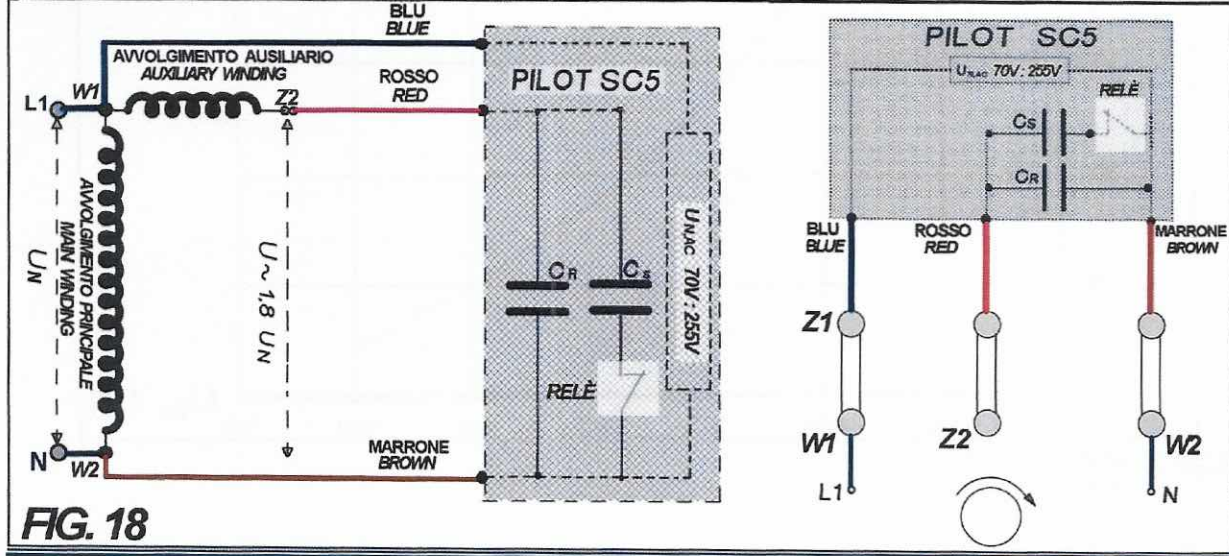 BLU
BLUE
AVVOLGIMENTO AUSILIARIO
AUXILIARY WINDING
ROSSO
RED
L1
W1
Z2
PILOT SC5
UN
AVVOLGIMENTO PRINCIPALE
MAIN WINDING
U~ 1,8 UN
CR
CS
UN,AC 70V: 255V
RELÈ
MARRONE
BROWN
N
W2
FIG. 18
PILOT SC5
UN,AC 70V: 255V
RELÈ
CS
CR
BLU
BLUE
ROSSO
RED
MARRONE
BROWN
Z1
W1
Z2
W2
L1
N